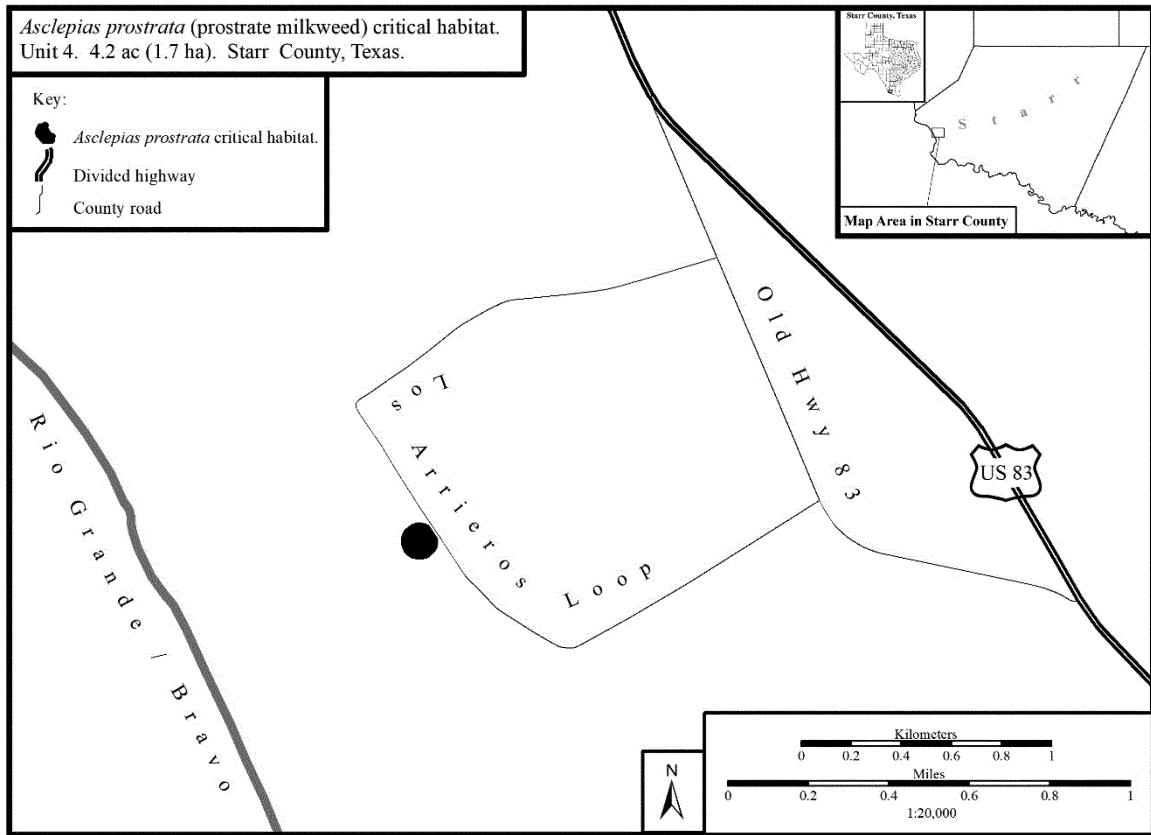 Asclepias prostrata (prostrate milkweed) critical habitat.
Unit 4. 4.2 ac (1.7 ha). Starr County, Texas.
Key:
Asclepias prostrata critical habitat.
Divided highway
County road
Starr County, Texas
Starr
Map Area in Starr County
Old Hwy 83
Los Arrieros Loop
US 83
Rio Grande / Bravo
N
Kilometers
0 0.2 0.4 0.6 0.8 1
Miles
0 0.2 0.4 0.6 0.8 1
1:20,000